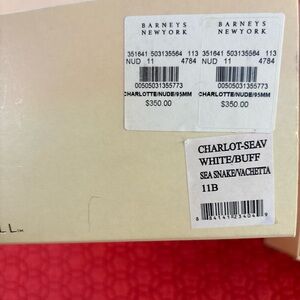 BARNEYS
NEWYORK
351641 503135564 113
NUD 11 4784
00505031355773
CHARLOTTE/NUDE/95MM
$350.00
BARNEYS
NEWYORK
351641 503135564 113
NUD 11 4784
00505031355773
CHARLOTTE/NUDE/95MM
$350.00
CHARLOT-SEAV
WHITE/BUFF
SEA SNAKE/VACHETTA
11B
LL